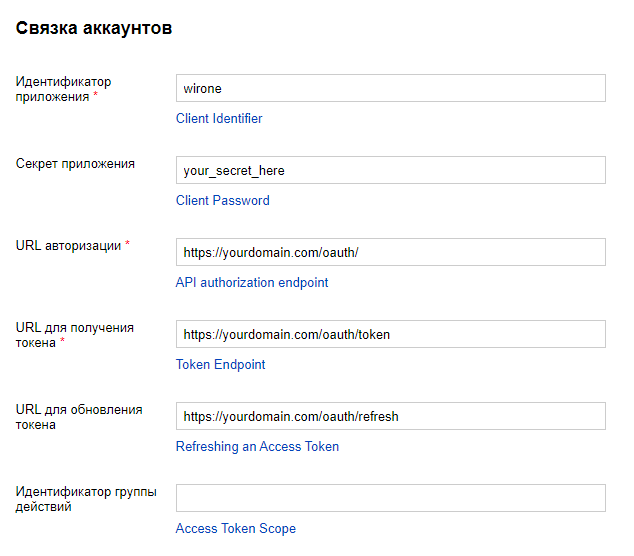 Связка аккаунтов
Идентификатор
приложения *
wirone
Client Identifier
Секрет приложения
your_secret_here
Client Password
URL авторизации *
https://yourdomain.com/oauth/
API authorization endpoint
URL для получения
токена *
https://yourdomain.com/oauth/token
Token Endpoint
URL для обновления
токена
https://yourdomain.com/oauth/refresh
Refreshing an Access Token
Идентификатор группы
действий
Access Token Scope